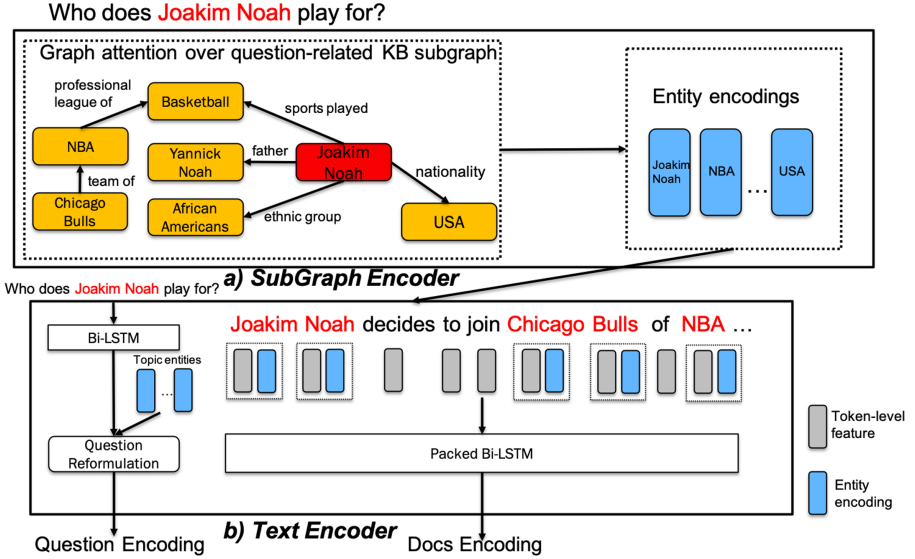 Who does Joakim Noah play for?
Graph attention over question-related KB subgraph
professional
league of
Basketball
sports played
NBA
Yannick
Noah
father
Joakim
Noah
nationality
team of
Chicago
Bulls
African
Americans
ethnic group
USA
Entity encodings
Joakim
Noah
NBA
...
USA
a) SubGraph Encoder
Who does Joakim Noah play for?
Bi-LSTM
Topic entities
...
Question
Reformulation
Joakim Noah decides to join Chicago Bulls of NBA ...
Packed Bi-LSTM
Token-level
feature
Entity
encoding
b) Text Encoder
Question Encoding
Docs Encoding